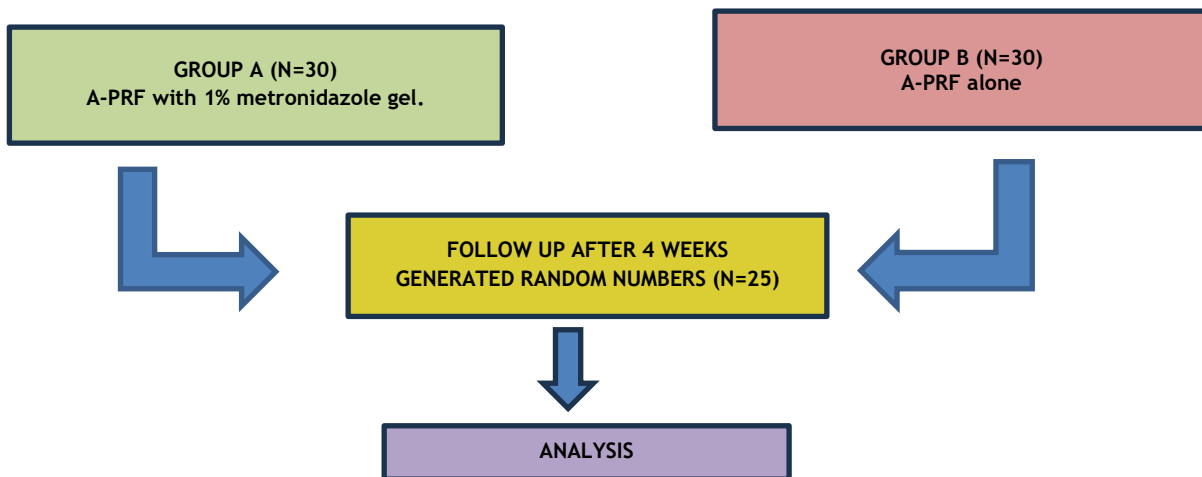 GROUP A (N=30)
A-PRF with 1% metronidazole gel.
GROUP B (N=30)
A-PRF alone
FOLLOW UP AFTER 4 WEEKS
GENERATED RANDOM NUMBERS (N=25)
ANALYSIS